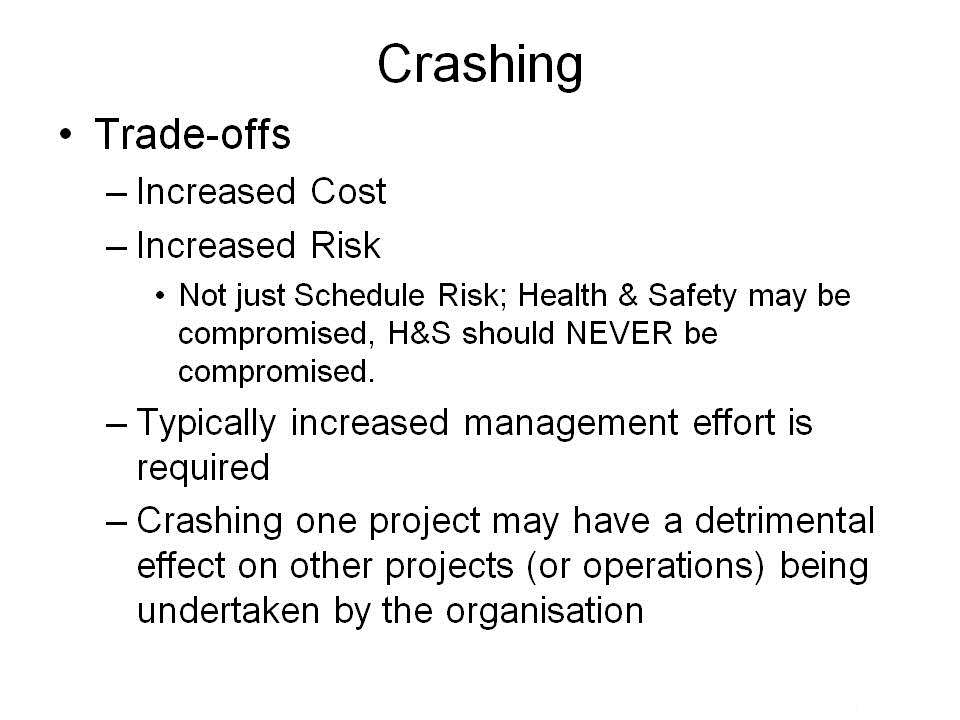 Crashing
• Trade-offs
– Increased Cost
– Increased Risk
• Not just Schedule Risk; Health & Safety may be
compromised, H&S should NEVER be
compromised.
– Typically increased management effort is
required
– Crashing one project may have a detrimental
effect on other projects (or operations) being
undertaken by the organisation